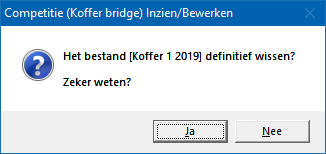 Competitie (Koffer bridge) Inzien/Bewerken
Het bestand [Koffer 1 2019] definitief wissen?
Zeker weten?
Ja
Nee